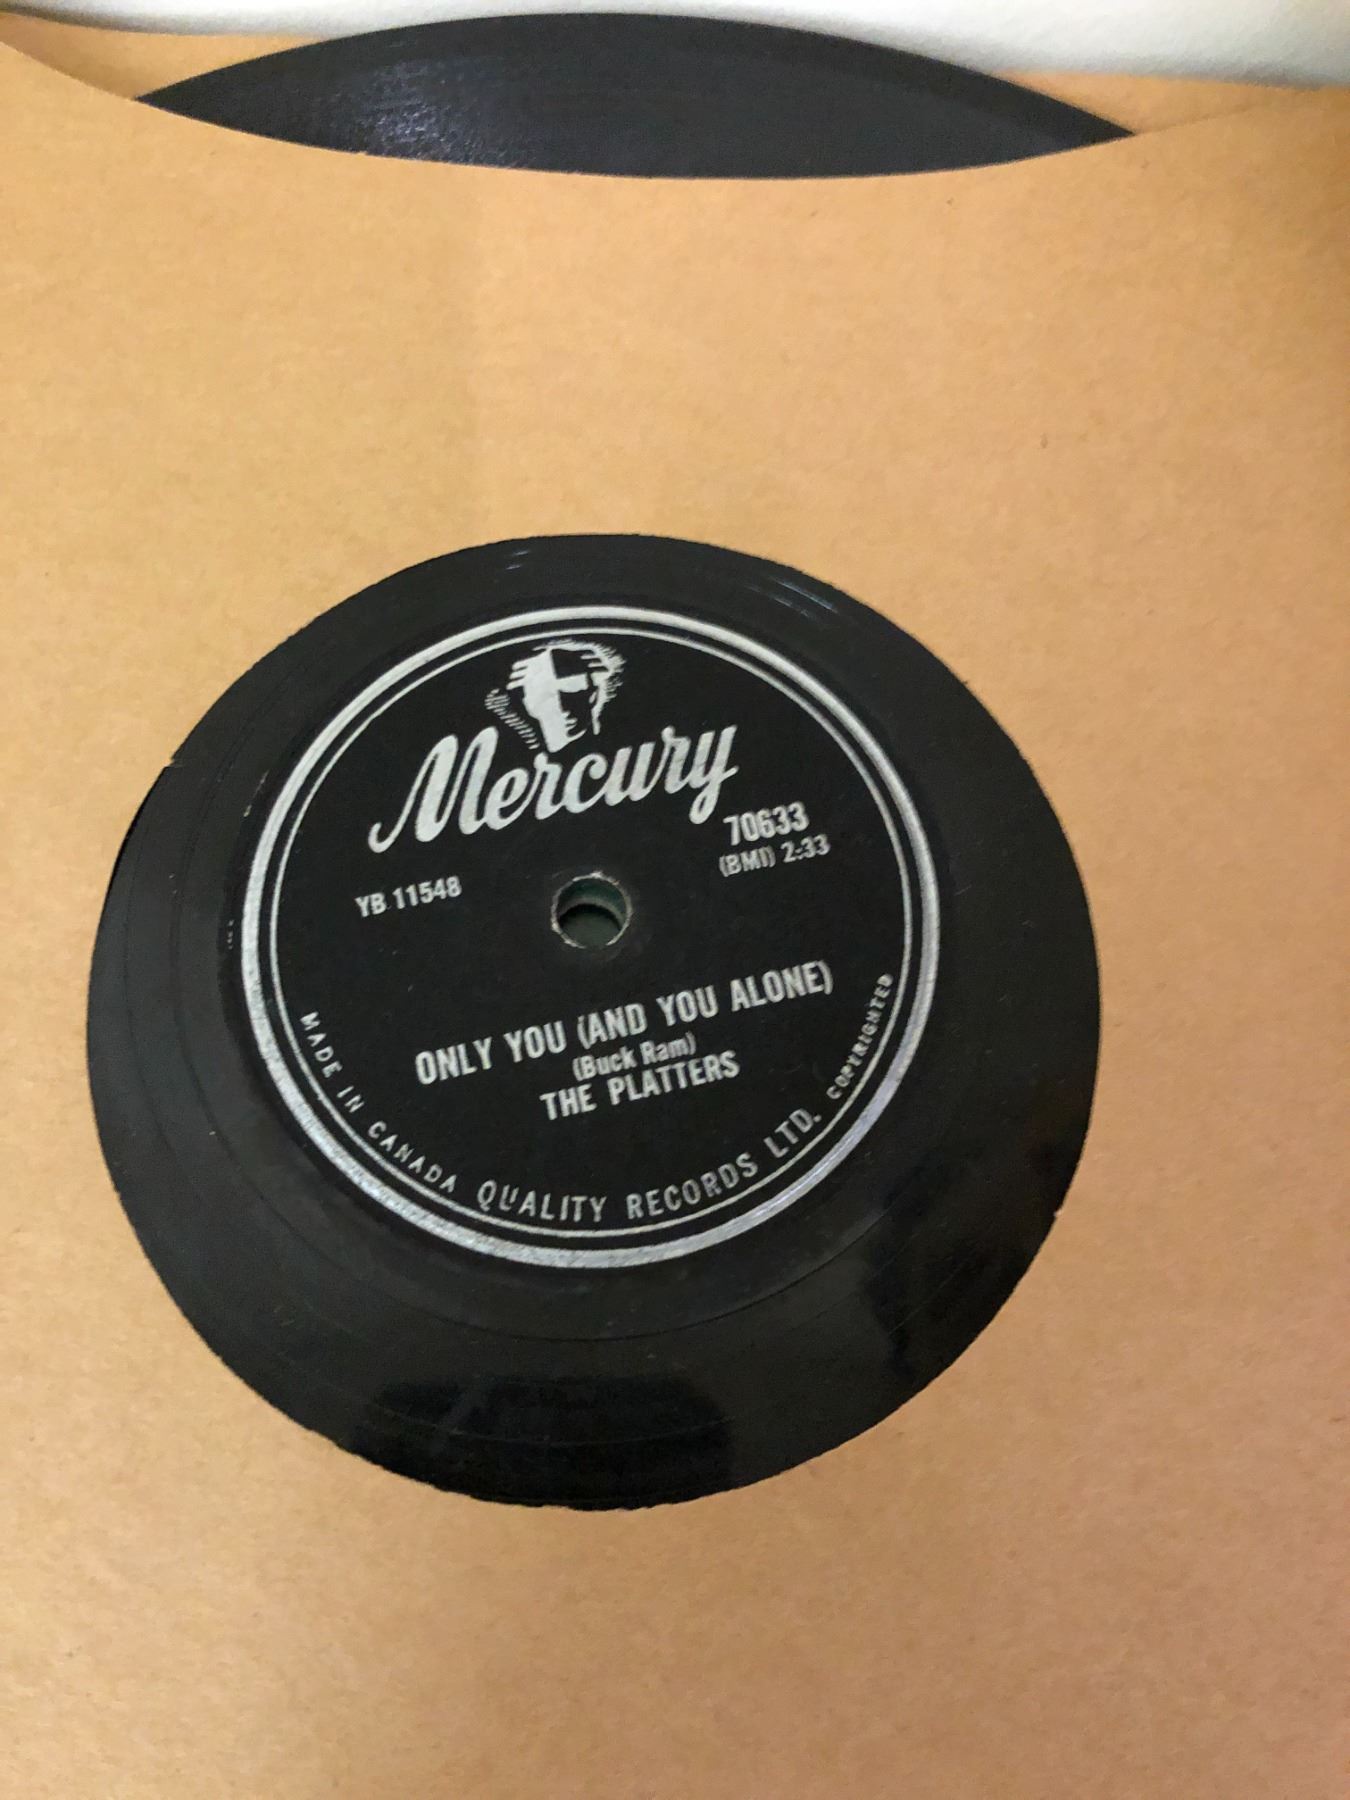 Mercury
70633
(BMI) 2:33
YB 11548
ONLY YOU (AND YOU ALONE)
(Buck Ram)
THE PLATTERS
MADE IN CANADA QUALITY RECORDS LTD. COPYRIGHTED